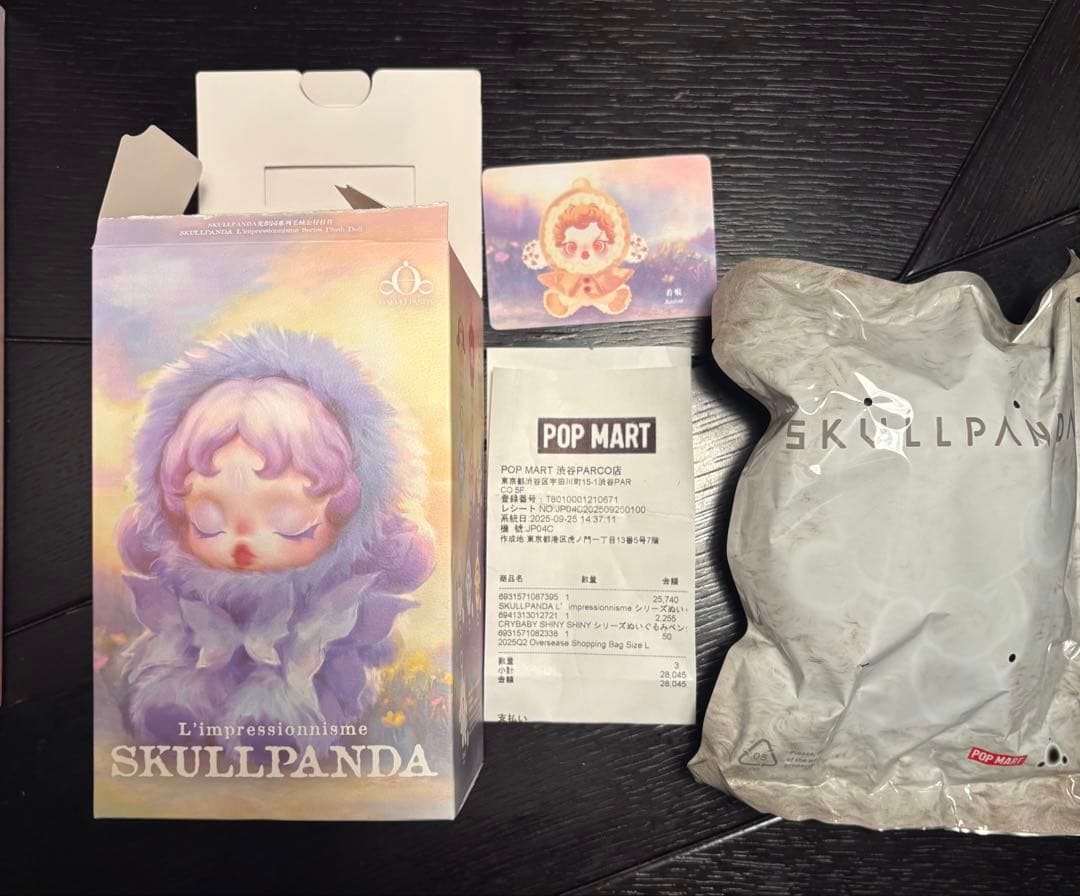 SKULLPANDA L'impressionnisme Series Plush Doll
SKULLPANDA
L'impressionnisme
SKULLPANDA
POP MART
POP MART 渋谷PARCO店
東京都渋谷区宇田川町15-1渋谷PAR
CO 5F
登録番号:T8010001210671
レシート NO:JP04C202509250100
系統日:2025-09-25 14:37:11
機 號:JP04C
作成地:東京都港区虎ノ門一丁目13番5号7階
商品名 数量 金額
6931571087395 1 25,740
SKULLPANDA L'impressionnisme シリーズぬい
6941313012721 1 2,255
CRYBABY SHINY SHINY シリーズぬいぐるみペン
6931571082338 1 50
2025Q2 Oversease Shopping Bag Size L
数量 3
小計 28,045
金額 28,045
支払い
SKULLPANDA
05
Please
of the
POP MART